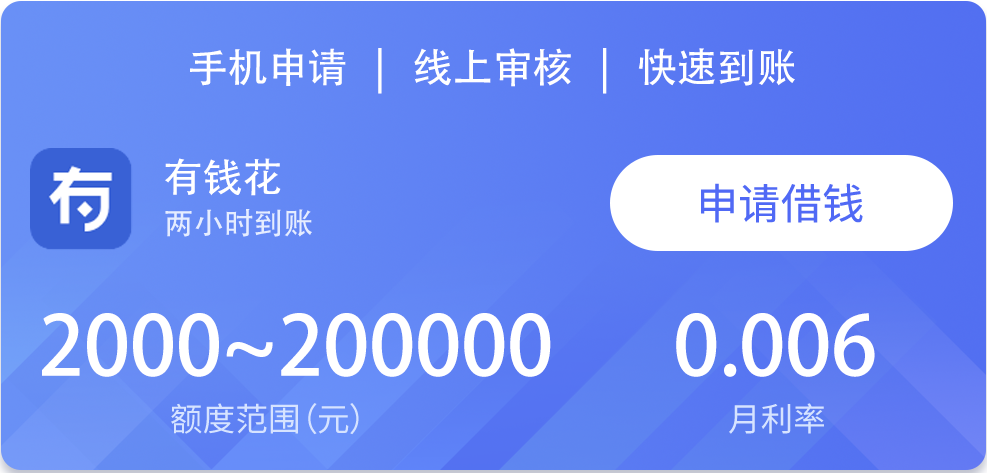 手机申请 | 线上审核 | 快速到账
有
有钱花
两小时到账
申请借钱
2000~200000
0.006
额度范围(元)
月利率